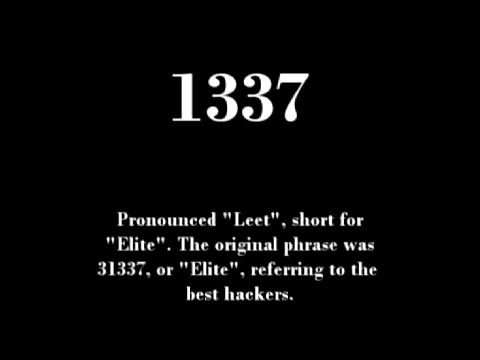 1337
Pronounced "Leet", short for
"Elite". The original phrase was
31337, or "Elite", referring to the
best hackers.